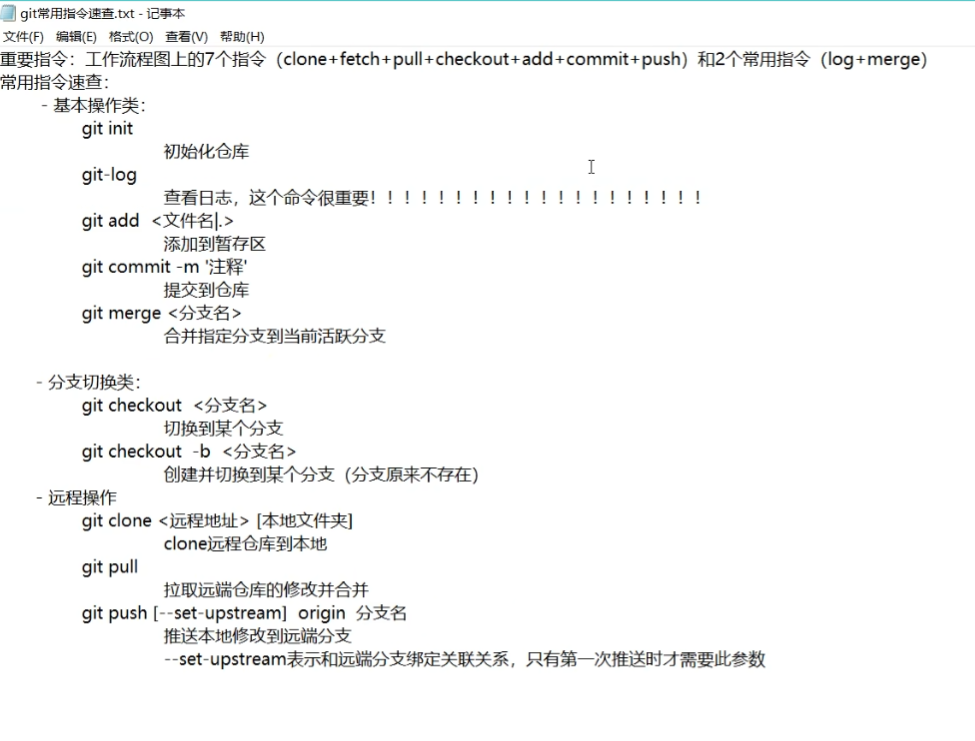 git常用指令速查.txt - 记事本
文件(F) 编辑(E) 格式(O) 查看(V) 帮助(H)
重要指令：工作流程图上的7个指令（clone+fetch+pull+checkout+add+commit+push）和2个常用指令（log+merge）
常用指令速查：
- 基本操作类：
git init
初始化仓库
git-log
查看日志，这个命令很重要！！！！！！！！！！！！！！！！！！！！
git add <文件名|.>
添加到暂存区
git commit -m '注释'
提交到仓库
git merge <分支名>
合并指定分支到当前活跃分支
- 分支切换类：
git checkout <分支名>
切换到某个分支
git checkout -b <分支名>
创建并切换到某个分支（分支原来不存在）
- 远程操作
git clone <远程地址> [本地文件夹]
clone远程仓库到本地
git pull
拉取远端仓库的修改并合并
git push [--set-upstream] origin 分支名
推送本地修改到远端分支
--set-upstream表示和远端分支绑定关联关系，只有第一次推送时才需要此参数